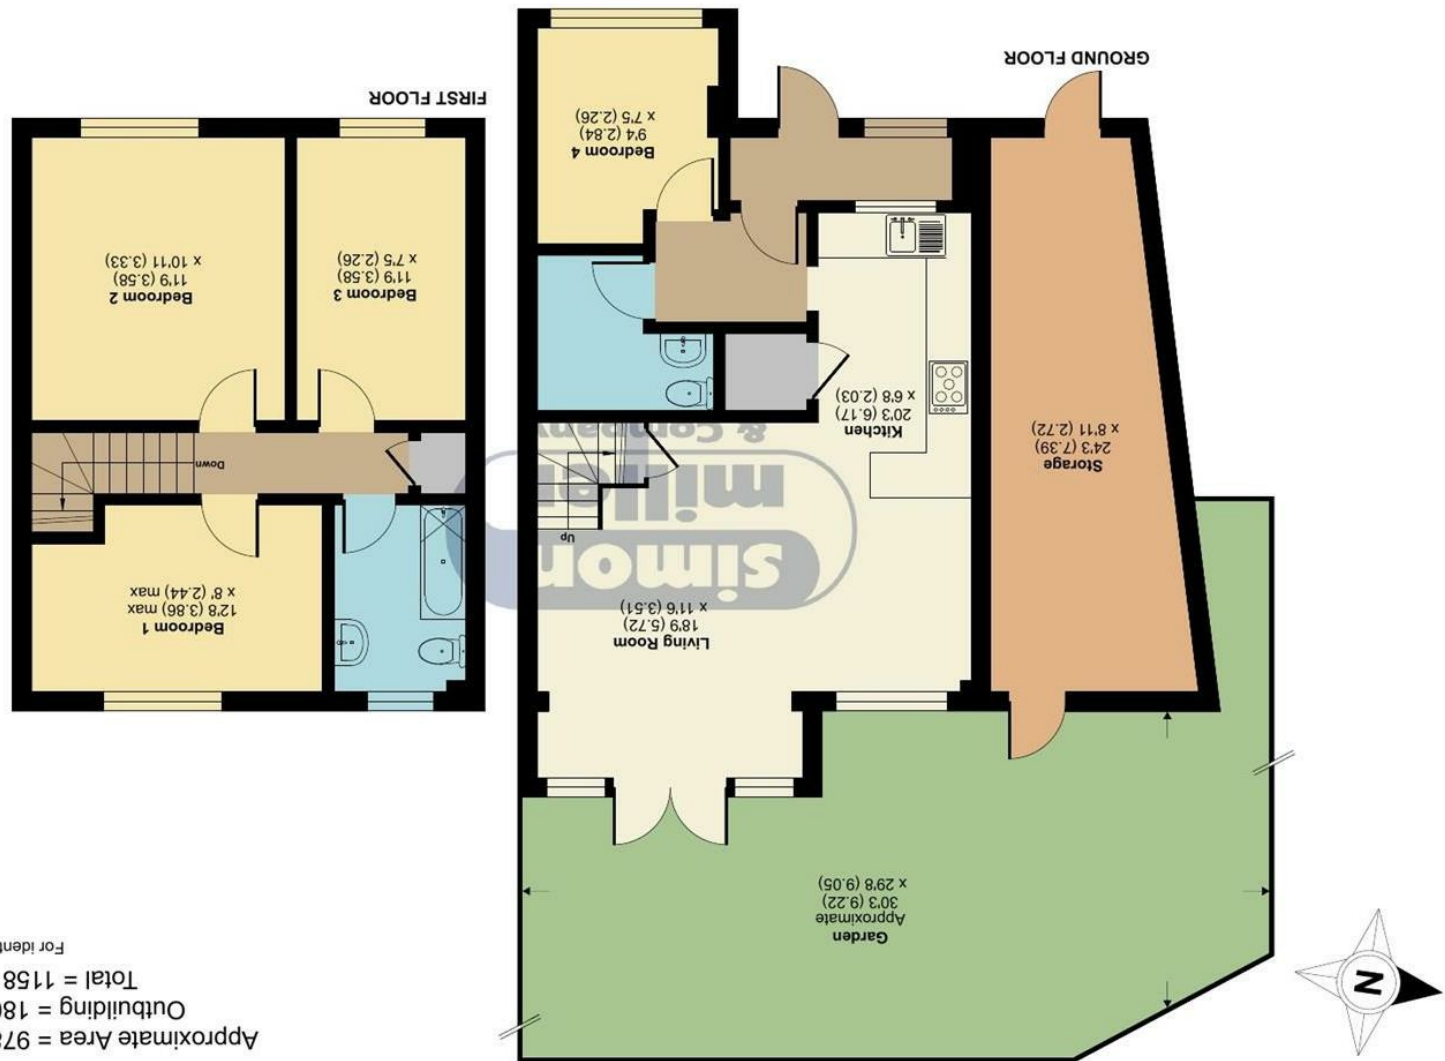 Approximate Area = 978
Outbuilding = 180
Total = 1158
For identi
N
Garden
Approximate
30'3 (9.22)
x 29'8 (9.05)
Living Room
18'9 (5.72)
x 11'6 (3.51)
Bedroom 1
12'8 (3.86) max
x 8' (2.44) max
simon
miller
& Company
Up
Down
Storage
24'3 (7.39)
x 8'11 (2.72)
Kitchen
20'3 (6.17)
x 6'8 (2.03)
Bedroom 3
11'9 (3.58)
x 7'5 (2.26)
Bedroom 2
11'9 (3.58)
x 10'11 (3.33)
Bedroom 4
9'4 (2.84)
x 7'5 (2.26)
FIRST FLOOR
GROUND FLOOR